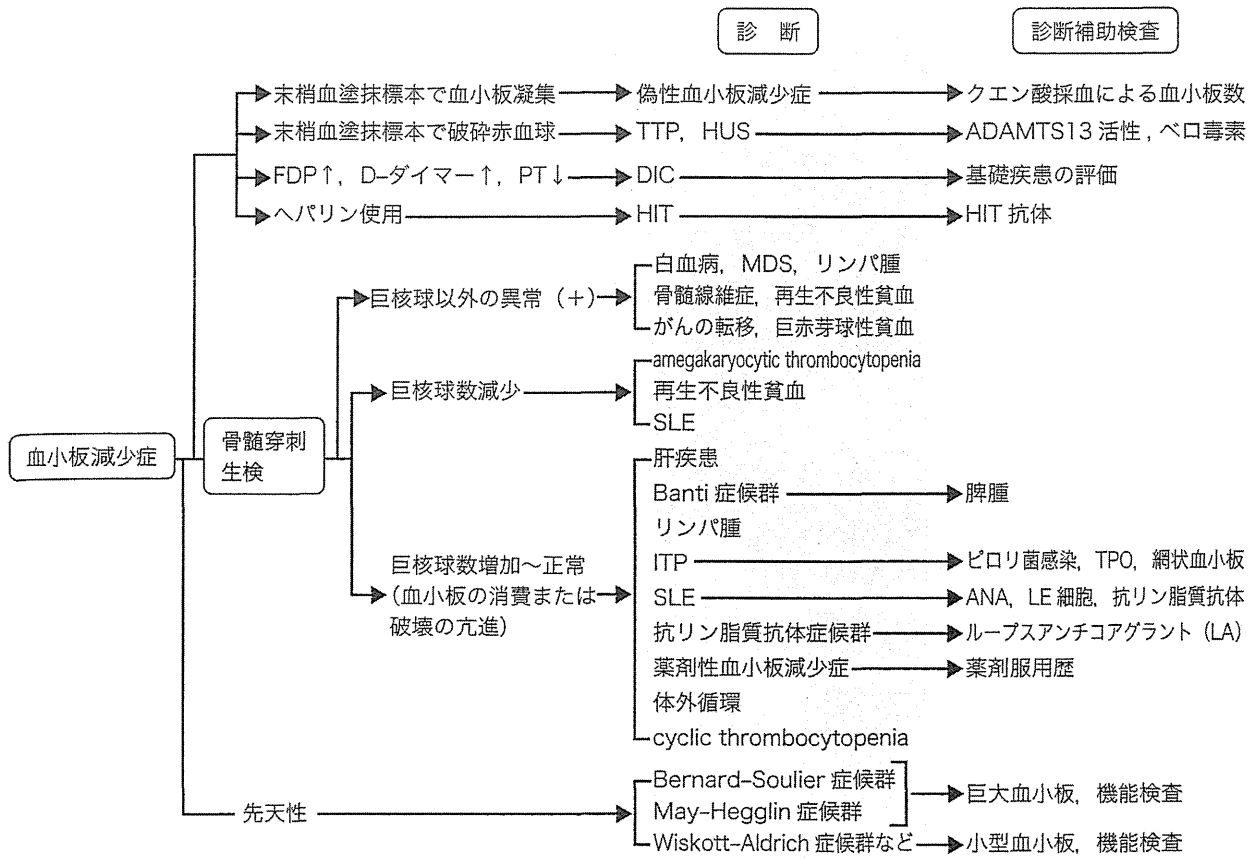 診　断
診断補助検査
末梢血塗抹標本で血小板凝集
偽性血小板減少症
クエン酸採血による血小板数
末梢血塗抹標本で破砕赤血球
TTP，HUS
ADAMTS13 活性，ベロ毒素
FDP↑，D–ダイマー↑，PT↓
DIC
基礎疾患の評価
ヘパリン使用
HIT
HIT 抗体
巨核球以外の異常（＋）
白血病，MDS，リンパ腫
骨髄線維症，再生不良性貧血
がんの転移，巨赤芽球性貧血
巨核球数減少
amegakaryocytic thrombocytopenia
再生不良性貧血
SLE
血小板減少症
骨髄穿刺
生検
巨核球数増加～正常
（血小板の消費または
破壊の亢進）
肝疾患
Banti 症候群
脾腫
リンパ腫
ITP
ピロリ菌感染，TPO，網状血小板
SLE
ANA，LE 細胞，抗リン脂質抗体
抗リン脂質抗体症候群
ループスアンチコアグラント（LA）
薬剤性血小板減少症
薬剤服用歴
体外循環
cyclic thrombocytopenia
先天性
Bernard–Soulier 症候群
May–Hegglin 症候群
巨大血小板，機能検査
Wiskott–Aldrich 症候群など
小型血小板，機能検査